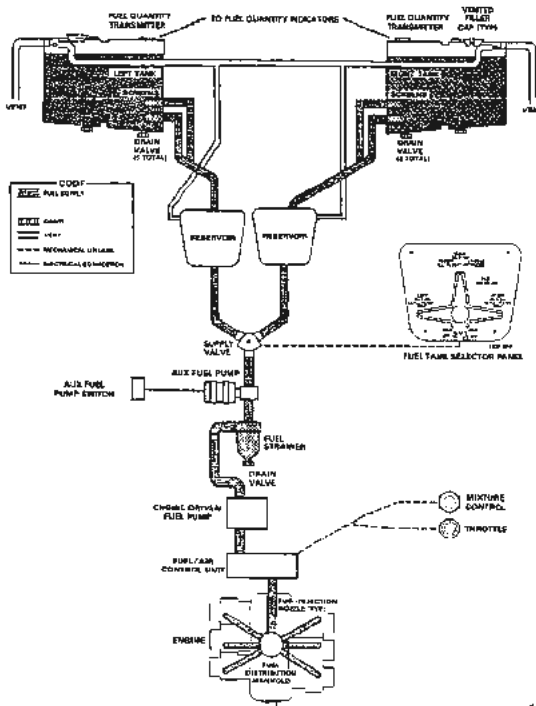 FUEL QUANTITY
TRANSMITTER
TO FUEL QUANTITY INDICATORS
FUEL QUANTITY
TRANSMITTER
VENTED
FILLER
CAP (TYP)
LEFT TANK
RIGHT TANK
SCREENS
SCREENS
VENT
DRAIN
VALVE
DRAIN
VALVE
CODE
FUEL SUPPLY
VENT
MECHANICAL LINKAGE
ELECTRICAL CONNECTION
RESERVOIR
RESERVOIR
SUPPLY
VALVE
FUEL TANK SELECTOR PANEL
AUX FUEL PUMP
AUX FUEL
PUMP SWITCH
FUEL
STRAINER
DRAIN
VALVE
ENGINE DRIVEN
FUEL PUMP
MIXTURE
CONTROL
THROTTLE
FUEL/AIR
CONTROL UNIT
FUEL INJECTION
NOZZLE (TYP)
ENGINE
FUEL
DISTRIBUTION
MANIFOLD